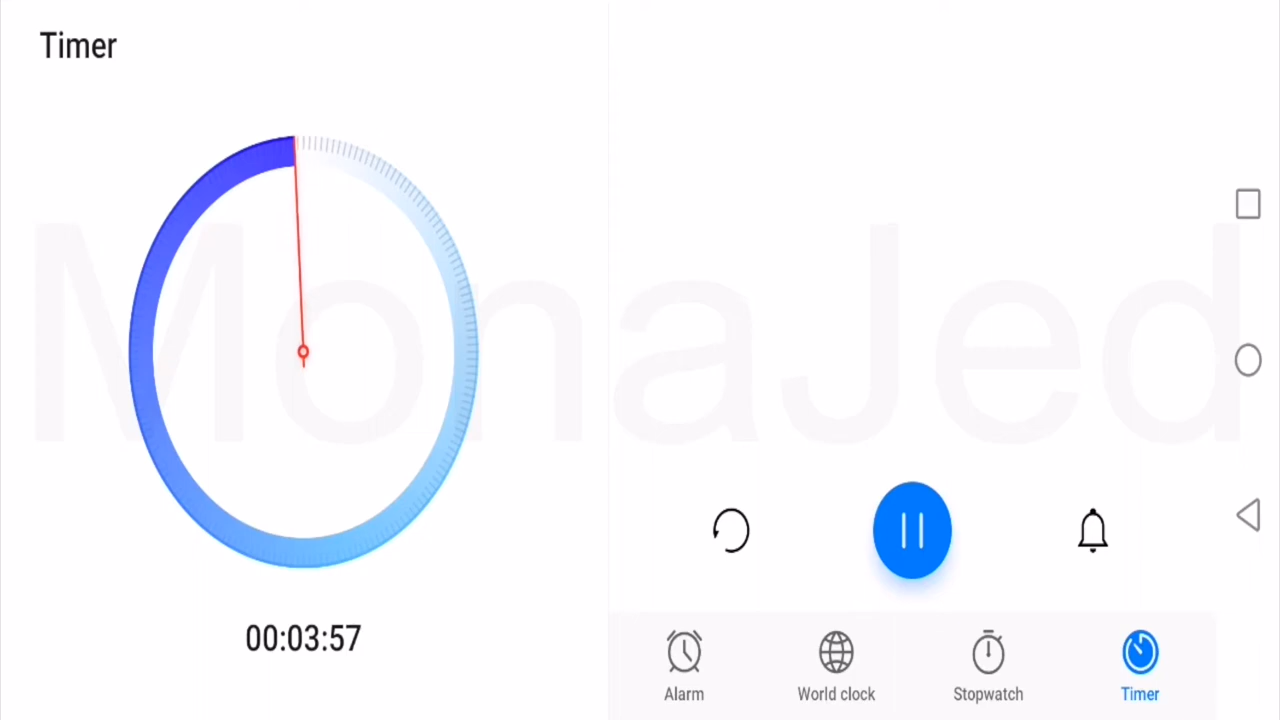 Timer
MonaJed
00:03:57
Alarm
World clock
Stopwatch
Timer